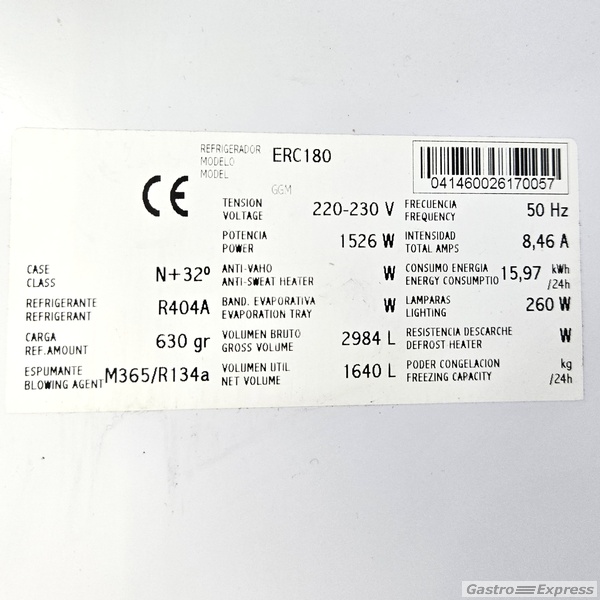 REFRIGERADOR
MODELO
MODEL
ERC180
GGM
041460026170057
CE
TENSION
VOLTAGE
220-230 V
FRECUENCIA
FREQUENCY
50 Hz
POTENCIA
POWER
1526 W
INTENSIDAD
TOTAL AMPS
8,46 A
CASE
CLASS
N+32º
ANTI-VAHO
ANTI-SWEAT HEATER
W
CONSUMO ENERGIA
ENERGY CONSUMPTIO
15,97
kWh
/24h
REFRIGERANTE
REFRIGERANT
R404A
BAND. EVAPORATIVA
EVAPORATION TRAY
W
LAMPARAS
LIGHTING
260 W
CARGA
REF.AMOUNT
630 gr
VOLUMEN BRUTO
GROSS VOLUME
2984 L
RESISTENCIA DESCARCHE
DEFROST HEATER
W
ESPUMANTE
BLOWING AGENT
M365/R134a
VOLUMEN UTIL
NET VOLUME
1640 L
PODER CONGELACION
FREEZING CAPACITY
kg
/24h
Gastro Express